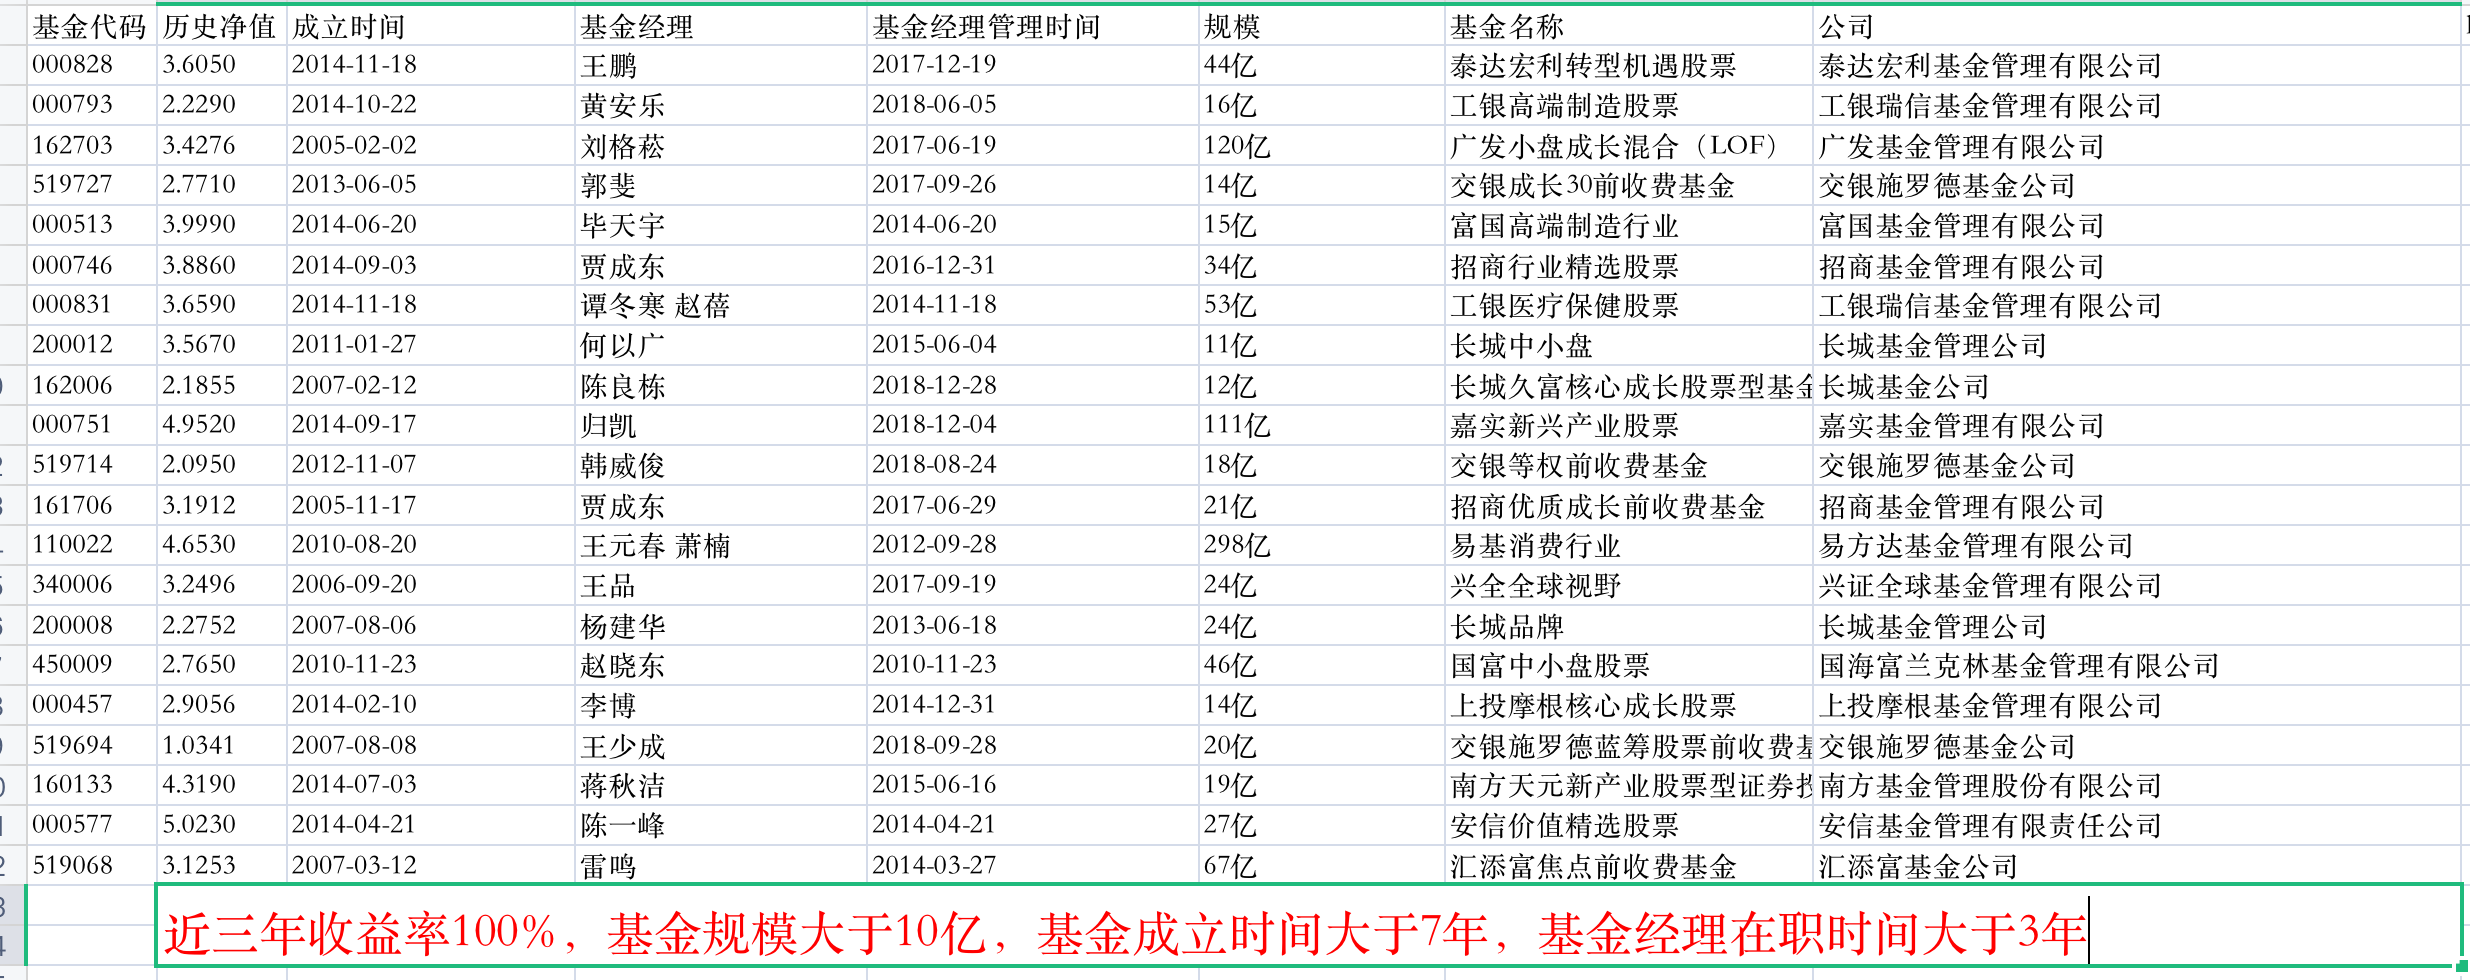 基金代码 历史净值 成立时间 基金经理 基金经理管理时间 规模 基金名称 公司
000828 3.6050 2014-11-18 王鹏 2017-12-19 44亿 泰达宏利转型机遇股票 泰达宏利基金管理有限公司
000793 2.2290 2014-10-22 黄安乐 2018-06-05 16亿 工银高端制造股票 工银瑞信基金管理有限公司
162703 3.4276 2005-02-02 刘格菘 2017-06-19 120亿 广发小盘成长混合（LOF） 广发基金管理有限公司
519727 2.7710 2013-06-05 郭斐 2017-09-26 14亿 交银成长30前收费基金 交银施罗德基金公司
000513 3.9990 2014-06-20 毕天宇 2014-06-20 15亿 富国高端制造行业 富国基金管理有限公司
000746 3.8860 2014-09-03 贾成东 2016-12-31 34亿 招商行业精选股票 招商基金管理有限公司
000831 3.6590 2014-11-18 谭冬寒 赵蓓 2014-11-18 53亿 工银医疗保健股票 工银瑞信基金管理有限公司
200012 3.5670 2011-01-27 何以广 2015-06-04 11亿 长城中小盘 长城基金管理公司
162006 2.1855 2007-02-12 陈良栋 2018-12-28 12亿 长城久富核心成长股票型基金 长城基金公司
000751 4.9520 2014-09-17 归凯 2018-12-04 111亿 嘉实新兴产业股票 嘉实基金管理有限公司
519714 2.0950 2012-11-07 韩威俊 2018-08-24 18亿 交银等权前收费基金 交银施罗德基金公司
161706 3.1912 2005-11-17 贾成东 2017-06-29 21亿 招商优质成长前收费基金 招商基金管理有限公司
110022 4.6530 2010-08-20 王元春 萧楠 2012-09-28 298亿 易基消费行业 易方达基金管理有限公司
340006 3.2496 2006-09-20 王品 2017-09-19 24亿 兴全全球视野 兴证全球基金管理有限公司
200008 2.2752 2007-08-06 杨建华 2013-06-18 24亿 长城品牌 长城基金管理公司
450009 2.7650 2010-11-23 赵晓东 2010-11-23 46亿 国富中小盘股票 国海富兰克林基金管理有限公司
000457 2.9056 2014-02-10 李博 2014-12-31 14亿 上投摩根核心成长股票 上投摩根基金管理有限公司
519694 1.0341 2007-08-08 王少成 2018-09-28 20亿 交银施罗德蓝筹股票前收费基 交银施罗德基金公司
160133 4.3190 2014-07-03 蒋秋洁 2015-06-16 19亿 南方天元新产业股票型证券投 南方基金管理股份有限公司
000577 5.0230 2014-04-21 陈一峰 2014-04-21 27亿 安信价值精选股票 安信基金管理有限责任公司
519068 3.1253 2007-03-12 雷鸣 2014-03-27 67亿 汇添富焦点前收费基金 汇添富基金公司
近三年收益率100%，基金规模大于10亿，基金成立时间大于7年，基金经理在职时间大于3年